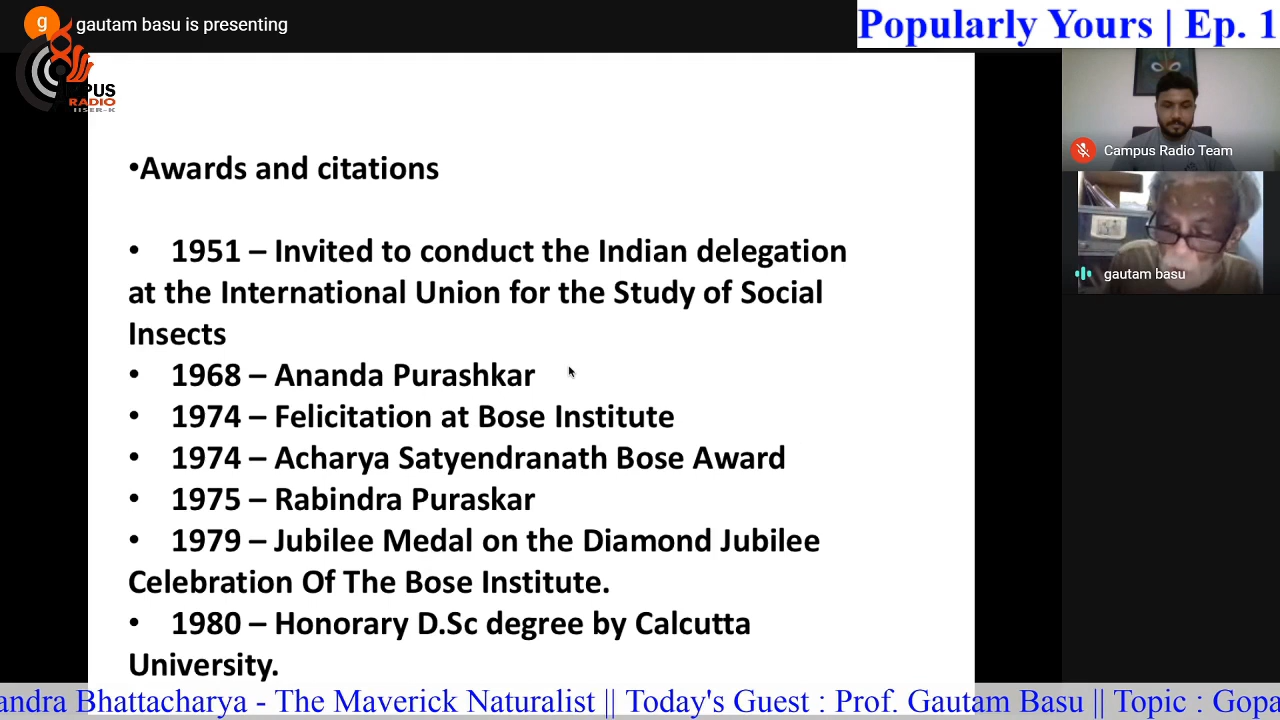 g
gautam basu is presenting
Popularly Yours | Ep. 1
MPUS
RADIO
IISER-K
•Awards and citations
• 1951 – Invited to conduct the Indian delegation
at the International Union for the Study of Social
Insects
• 1968 – Ananda Purashkar
• 1974 – Felicitation at Bose Institute
• 1974 – Acharya Satyendranath Bose Award
• 1975 – Rabindra Puraskar
• 1979 – Jubilee Medal on the Diamond Jubilee
Celebration Of The Bose Institute.
• 1980 – Honorary D.Sc degree by Calcutta
University.
Campus Radio Team
gautam basu
andra Bhattacharya - The Maverick Naturalist || Today's Guest : Prof. Gautam Basu || Topic : Gopa